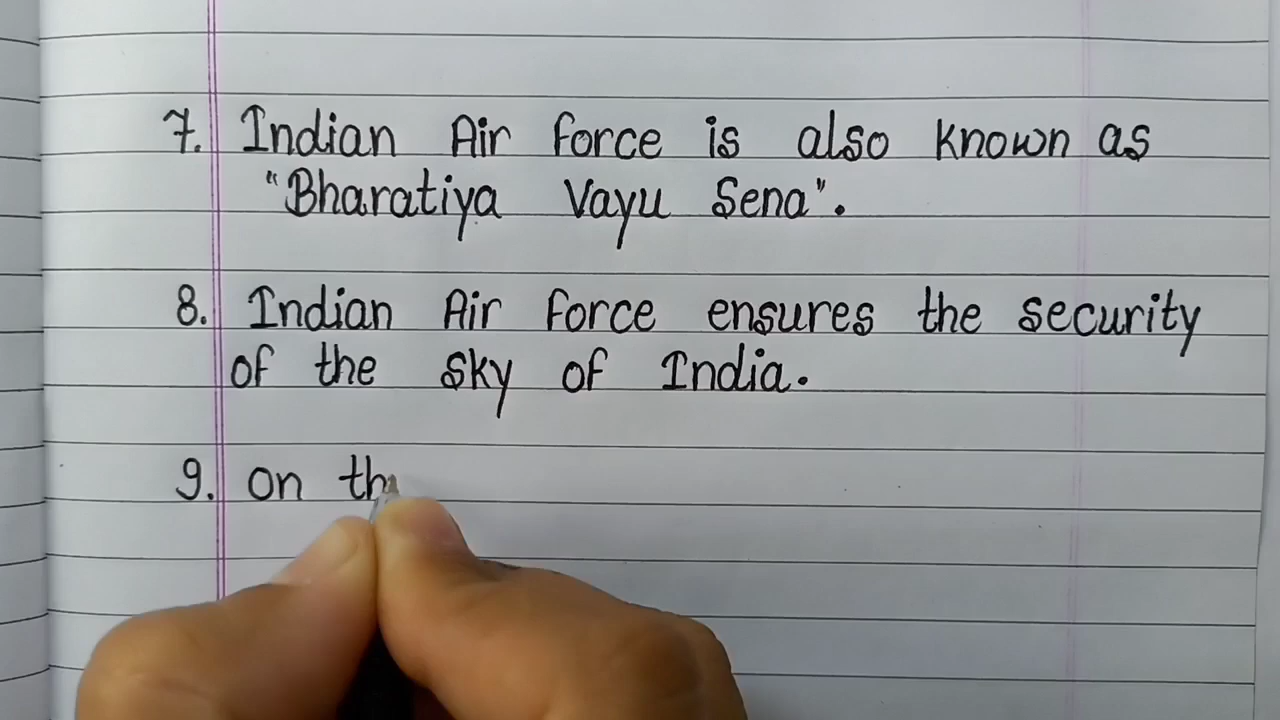 7. Indian Air Force is also known as
"Bharatiya Vayu Sena".
8. Indian Air Force ensures the security
of the sky of India.
9. on th